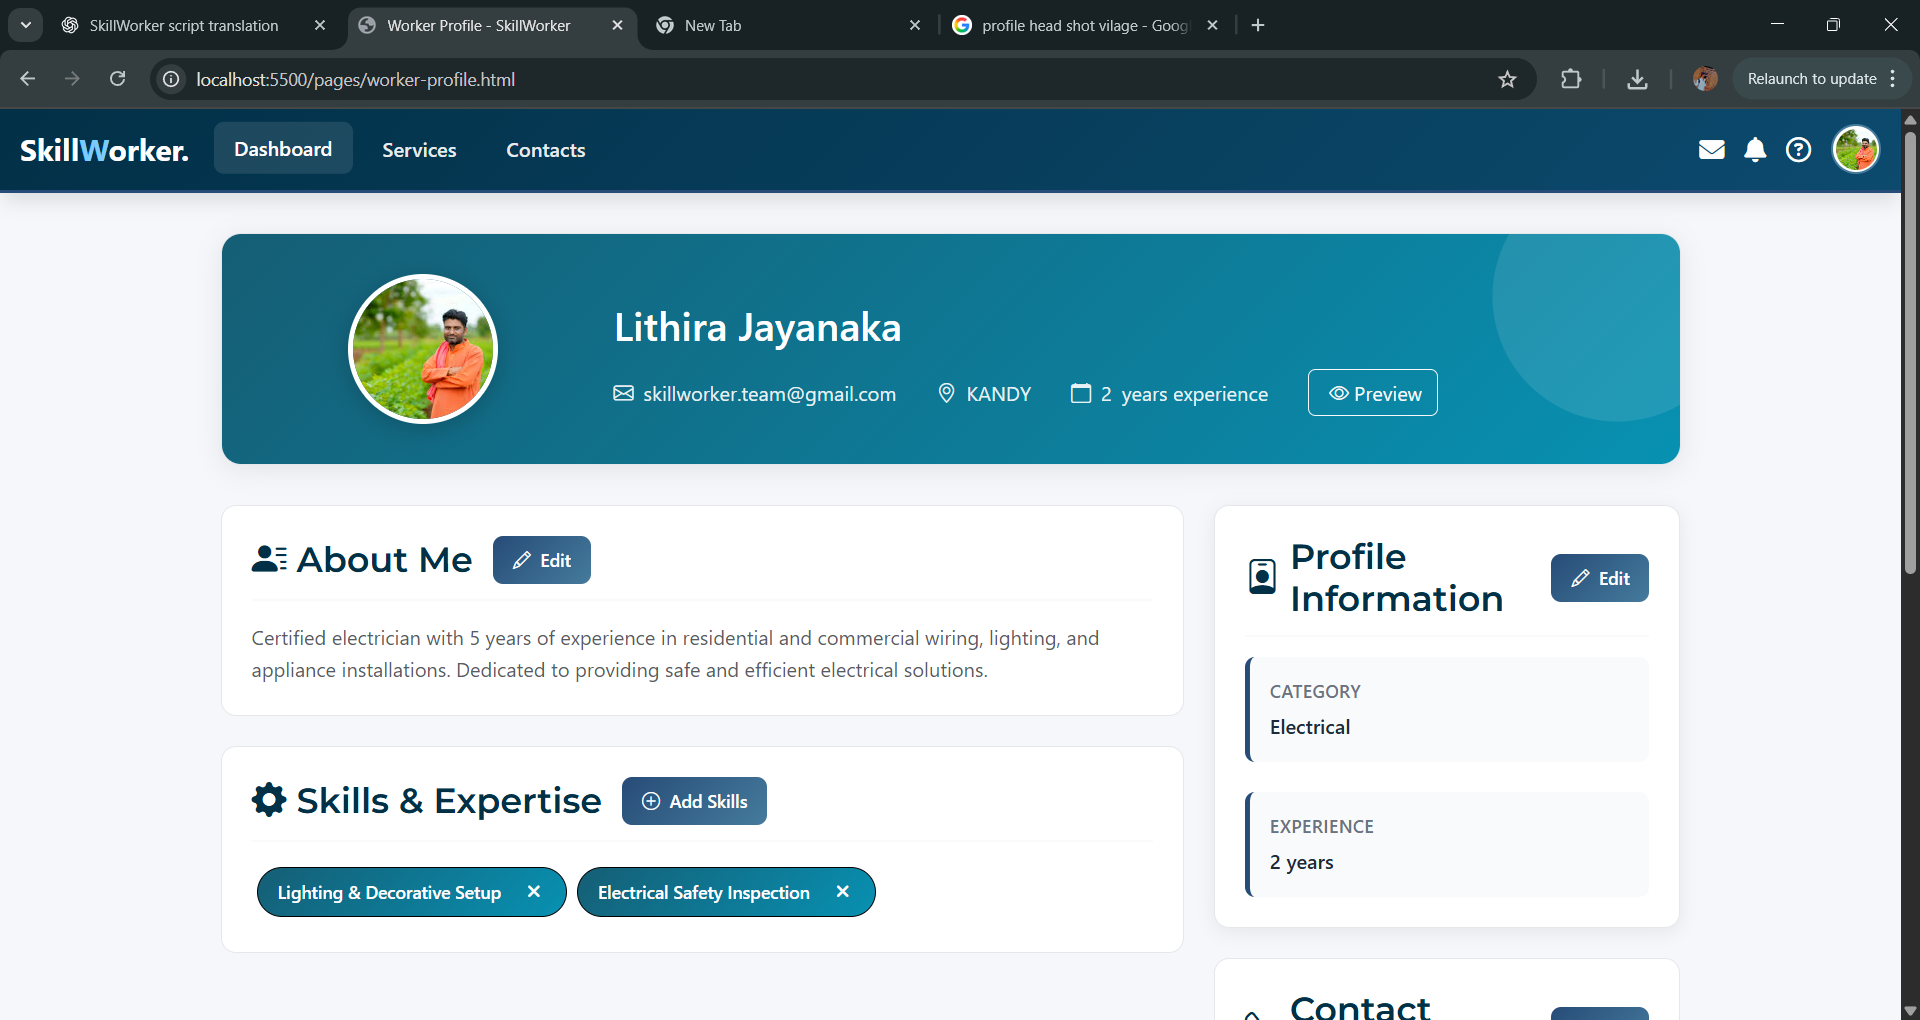 SkillWorker script translation
Worker Profile - SkillWorker
New Tab
profile head shot vilage - Goog
localhost:5500/pages/worker-profile.html
Relaunch to update
SkillWorker.
Dashboard
Services
Contacts
Lithira Jayanaka
skillworker.team@gmail.com
KANDY
2 years experience
Preview
About Me
Edit
Certified electrician with 5 years of experience in residential and commercial wiring, lighting, and
appliance installations. Dedicated to providing safe and efficient electrical solutions.
Skills & Expertise
Add Skills
Lighting & Decorative Setup
Electrical Safety Inspection
Profile
Information
Edit
CATEGORY
Electrical
EXPERIENCE
2 years
Contact